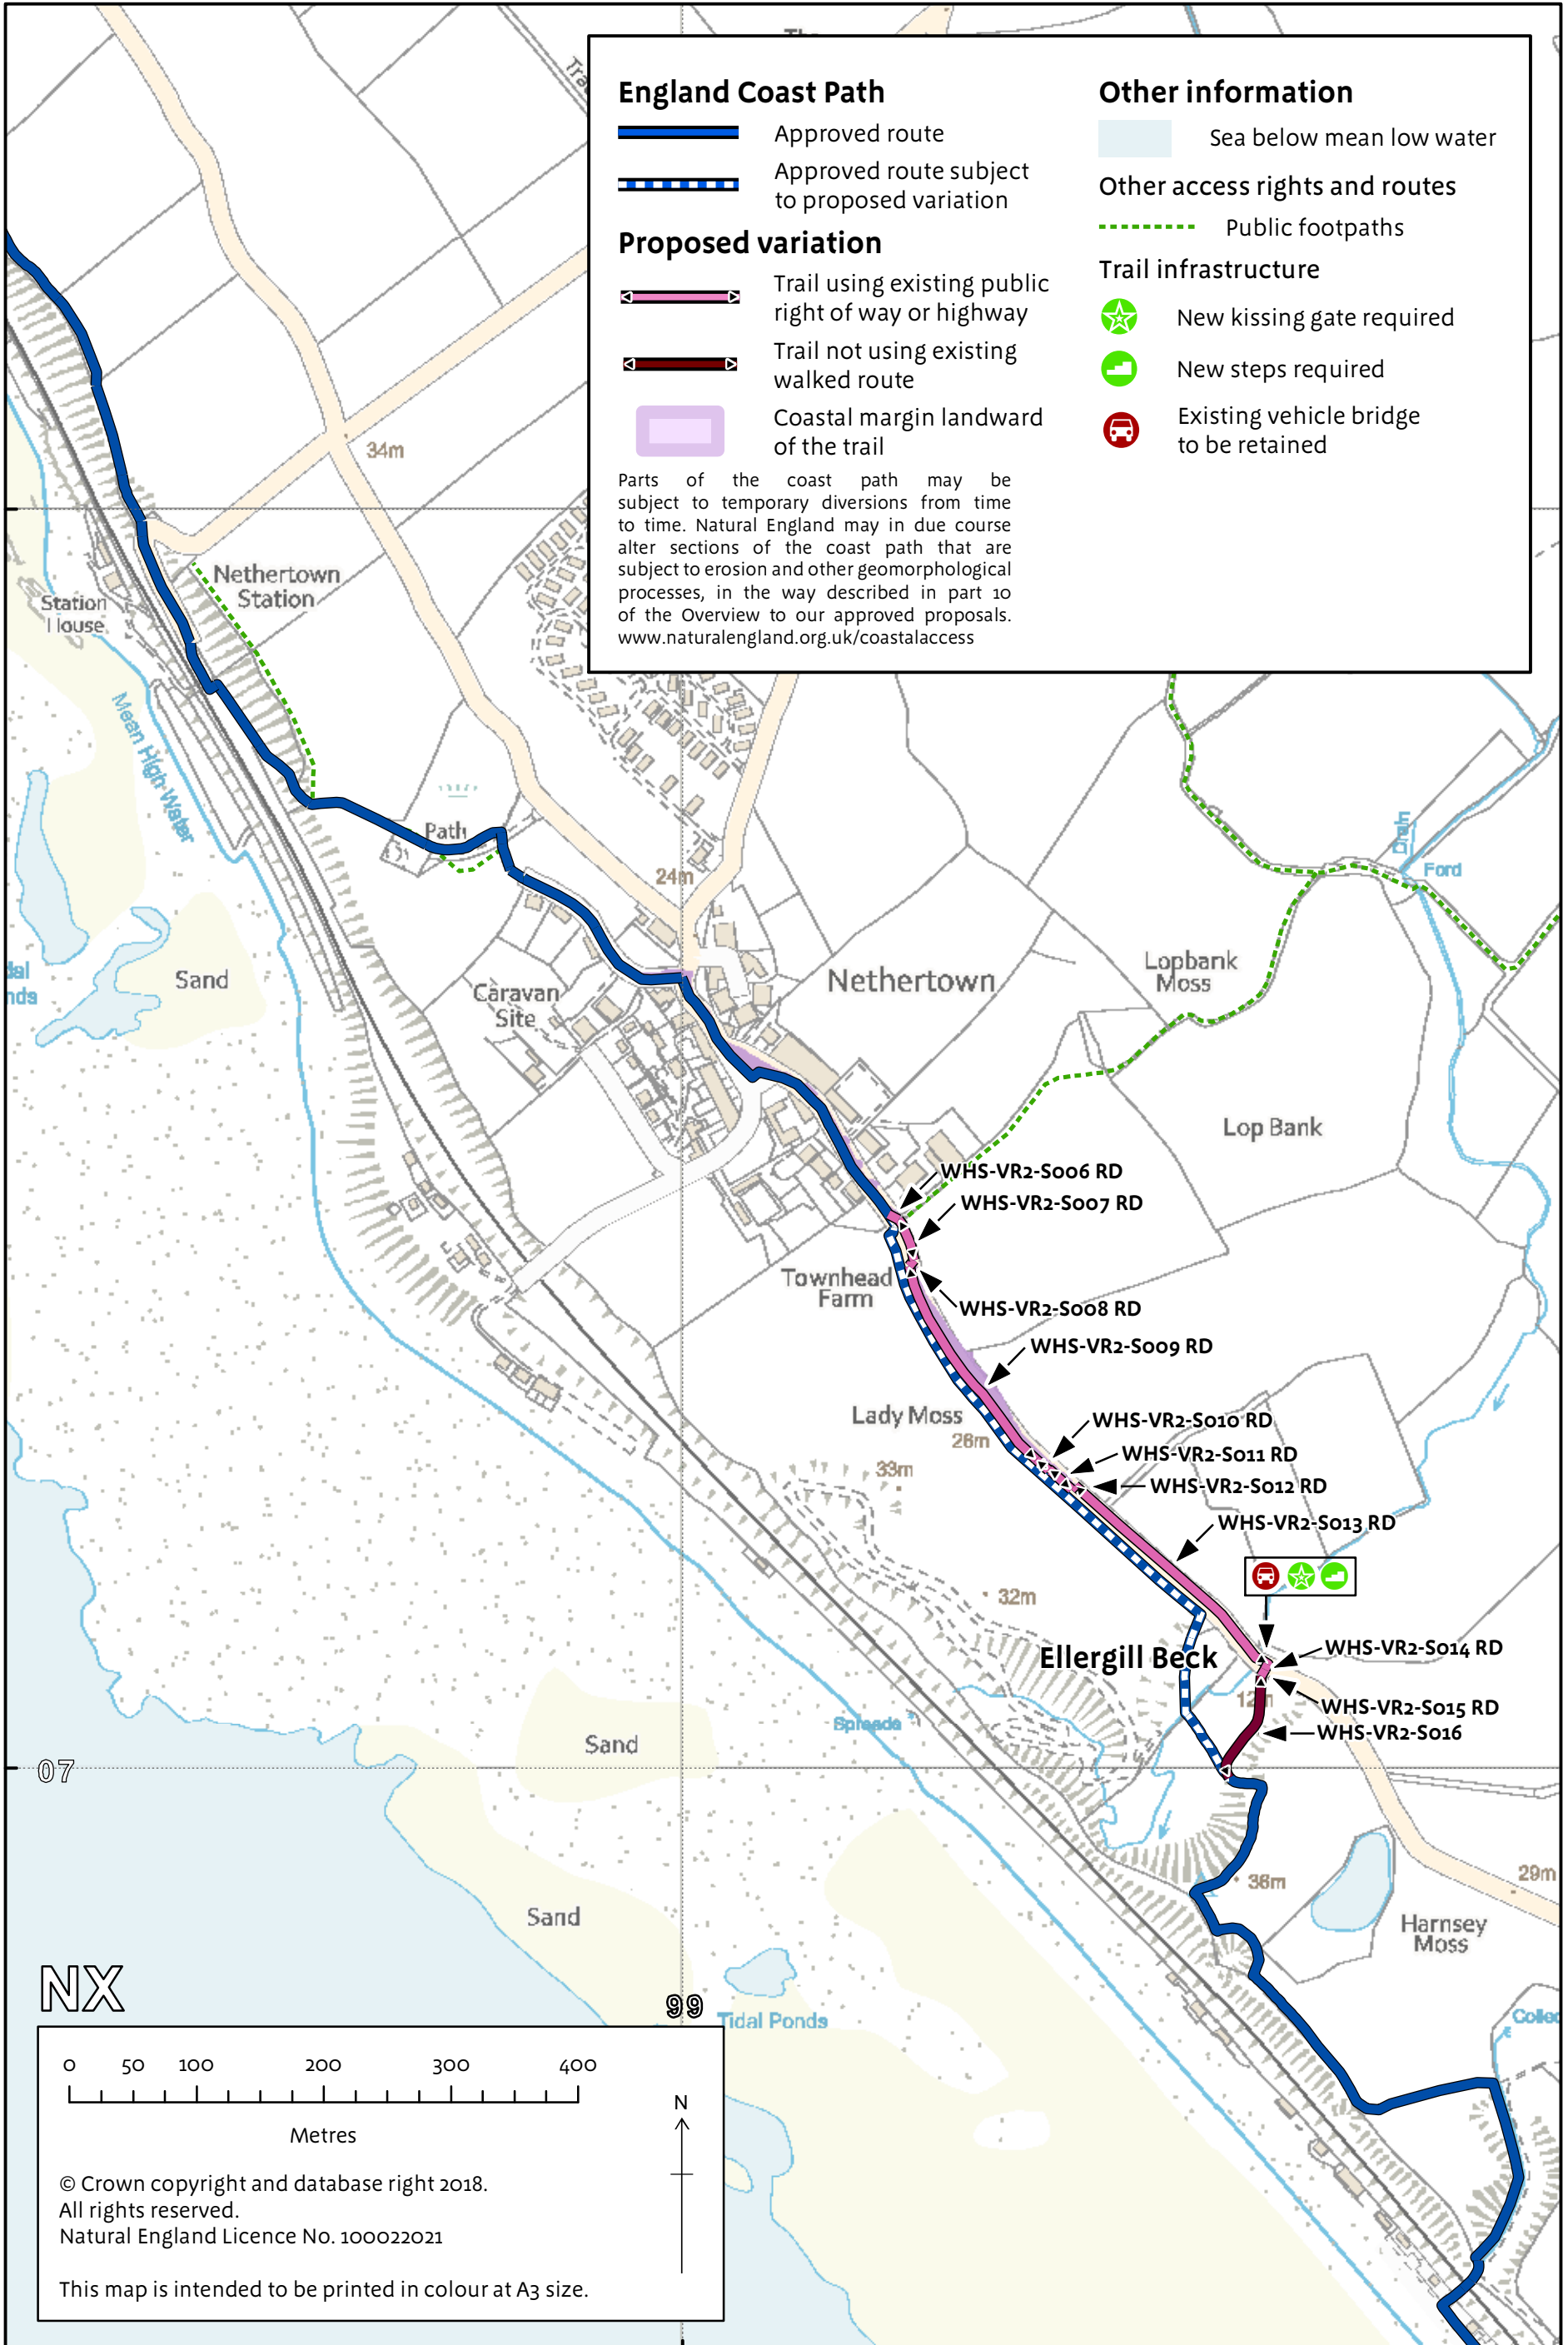 England Coast Path
Approved route
Approved route subject
to proposed variation
Proposed variation
Trail using existing public
right of way or highway
Trail not using existing
walked route
Coastal margin landward
of the trail
Parts of the coast path may be
subject to temporary diversions from time
to time. Natural England may in due course
alter sections of the coast path that are
subject to erosion and other geomorphological
processes, in the way described in part 10
of the Overview to our approved proposals.
www.naturalengland.org.uk/coastalaccess
Other information
Sea below mean low water
Other access rights and routes
Public footpaths
Trail infrastructure
New kissing gate required
New steps required
Existing vehicle bridge
to be retained
34m
Nethertown
Station
Station
House
Mean High Water
Path
24m
Sand
Caravan
Site
Nethertown
Lopbank
Moss
Drain
Ford
Lop Bank
WHS-VR2-S006 RD
WHS-VR2-S007 RD
Townhead
Farm
WHS-VR2-S008 RD
WHS-VR2-S009 RD
Lady Moss
26m
WHS-VR2-S010 RD
WHS-VR2-S011 RD
WHS-VR2-S012 RD
33m
WHS-VR2-S013 RD
32m
Ellergill Beck
WHS-VR2-S014 RD
WHS-VR2-S015 RD
WHS-VR2-S016
Spreads
Sand
07
36m
29m
Harnsey
Moss
Sand
NX
99
Tidal Ponds
0 50 100 200 300 400
Metres
N
© Crown copyright and database right 2018.
All rights reserved.
Natural England Licence No. 100022021
This map is intended to be printed in colour at A3 size.